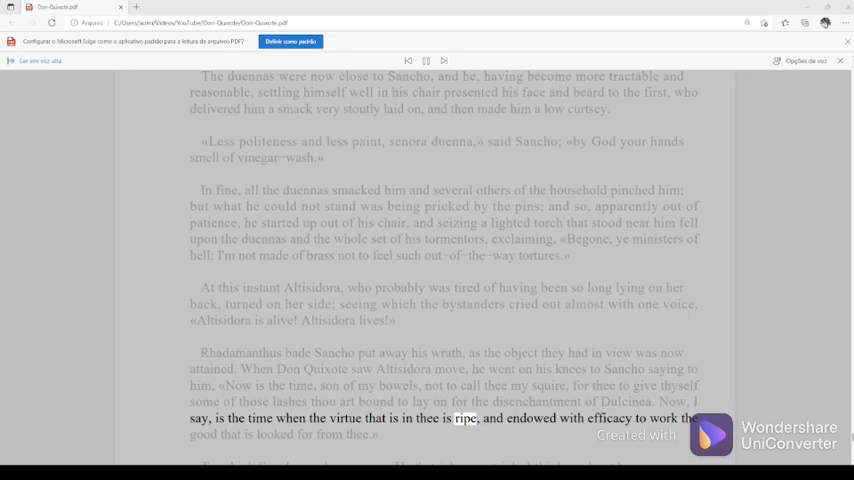 Don-Quixote.pdf
Arquivo C:/Users/acms/Videos/YouTube/Don-Quixote/Don-Quixote.pdf
Configurar o Microsoft Edge como o aplicativo padrão para a leitura de arquivos PDF? Definir como padrão
Ler em voz alta Opções de voz
The duennas were now close to Sancho, and he, having become more tractable and
reasonable, settling himself well in his chair presented his face and beard to the first, who
delivered him a smack very stoutly laid on, and then made him a low curtsey.
«Less politeness and less paint, senora duenna,» said Sancho; «by God your hands
smell of vinegar-wash.»
In fine, all the duennas smacked him and several others of the household pinched him;
but what he could not stand was being pricked by the pins; and so, apparently out of
patience, he started up out of his chair, and seizing a lighted torch that stood near him fell
upon the duennas and the whole set of his tormentors, exclaiming, «Begone, ye ministers of
hell; I'm not made of brass not to feel such out-of-the-way tortures.»
At this instant Altisidora, who probably was tired of having been so long lying on her
back, turned on her side; seeing which the bystanders cried out almost with one voice,
«Altisidora is alive! Altisidora lives!»
Rhadamanthus bade Sancho put away his wrath, as the object they had in view was now
attained. When Don Quixote saw Altisidora move, he went on his knees to Sancho saying to
him, «Now is the time, son of my bowels, not to call thee my squire, for thee to give thyself
some of those lashes thou art bound to lay on for the disenchantment of Dulcinea. Now, I
say, is the time when the virtue that is in thee is ripe, and endowed with efficacy to work the
good that is looked for from thee.»
Created with Wondershare
UniConverter